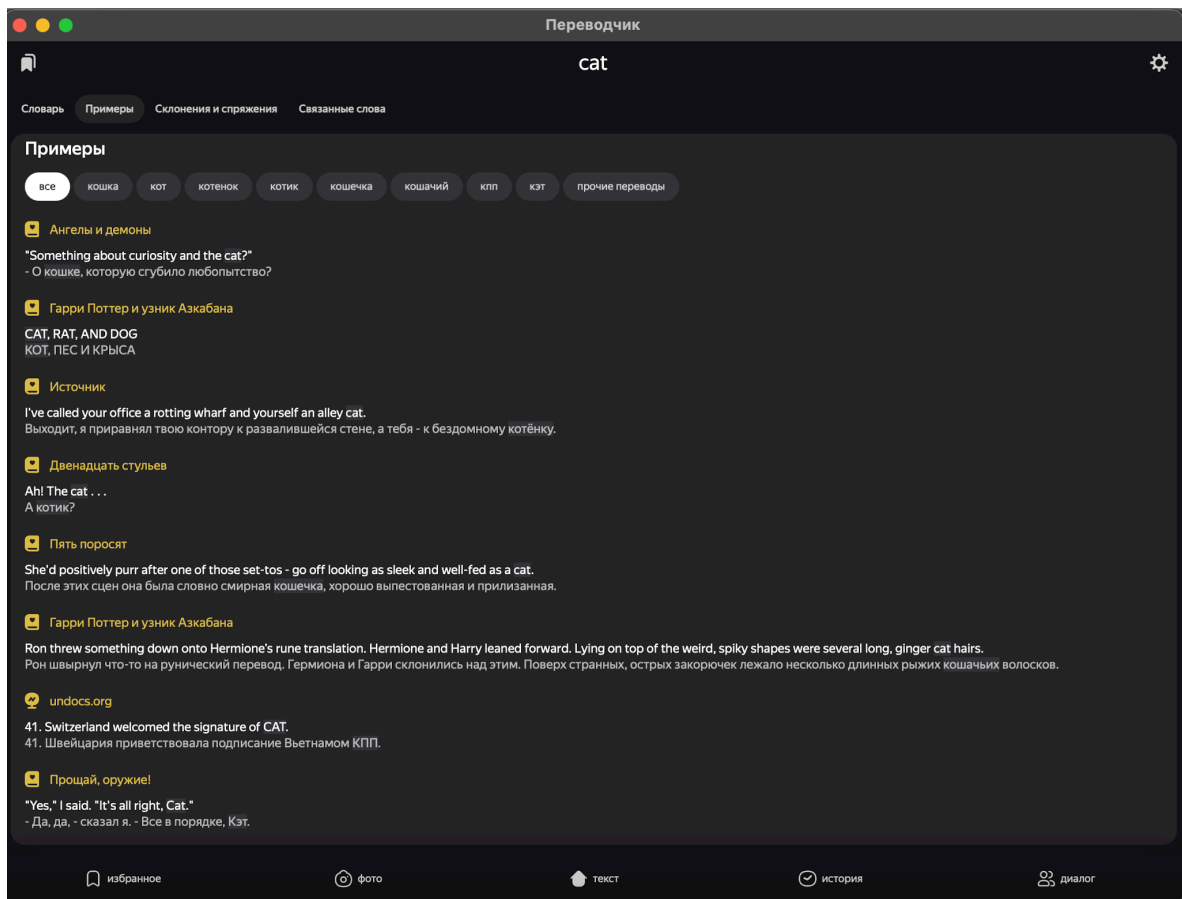 Переводчик
cat
Словарь Примеры Склонения и спряжения Связанные слова
Примеры
все кошка кот котенок котик кошечка кошачий кпп кэт прочие переводы
Ангелы и демоны
"Something about curiosity and the cat?"
- О кошке, которую сгубило любопытство?
Гарри Поттер и узник Азкабана
CAT, RAT, AND DOG
КОТ, ПЕС И КРЫСА
Источник
I've called your office a rotting wharf and yourself an alley cat.
Выходит, я приравнял твою контору к развалившейся стене, а тебя - к бездомному котёнку.
Двенадцать стульев
Ah! The cat . . .
А котик?
Пять поросят
She'd positively purr after one of those set-tos - go off looking as sleek and well-fed as a cat.
После этих сцен она была словно смирная кошечка, хорошо выпестованная и прилизанная.
Гарри Поттер и узник Азкабана
Ron threw something down onto Hermione's rune translation. Hermione and Harry leaned forward. Lying on top of the weird, spiky shapes were several long, ginger cat hairs.
Рон швырнул что-то на рунический перевод. Гермиона и Гарри склонились над этим. Поверх странных, острых закорючек лежало несколько длинных рыжих кошачьих волосков.
undocs.org
41. Switzerland welcomed the signature of CAT.
41. Швейцария приветствовала подписание Вьетнамом КПП.
Прощай, оружие!
"Yes," I said. "It's all right, Cat."
- Да, да, - сказал я. - Все в порядке, Кэт.
избранное фото текст история диалог